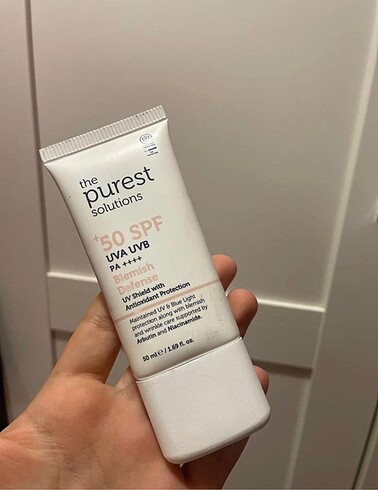 the
purest
solutions
+50 SPF
UVA UVB
PA ++++
Blemish
Defense
UV Shield with
Antioxidant Protection
Maintained UV & Blue Light
protection along with blemish
and wrinkle care supported by
Arbutin and Niacinamide.
50 ml ℮ / 1.69 fl. oz.